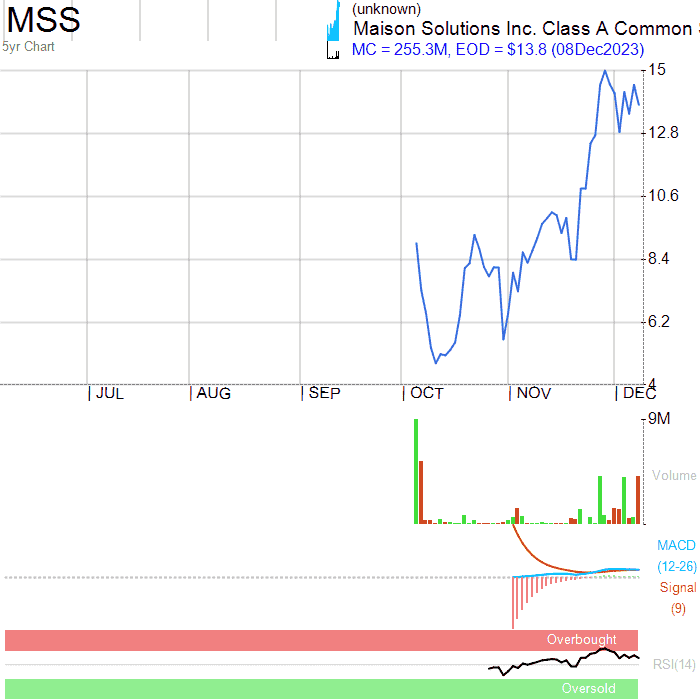 MSS
(unknown)
Maison Solutions Inc. Class A Common
5yr Chart
MC = 255.3M, EOD = $13.8 (08Dec2023)
15
12.8
10.6
8.4
6.2
4
JUL
AUG
SEP
OCT
NOV
DEC
9M
Volume
MACD
(12-26)
Signal
(9)
Overbought
RSI(14)
Oversold